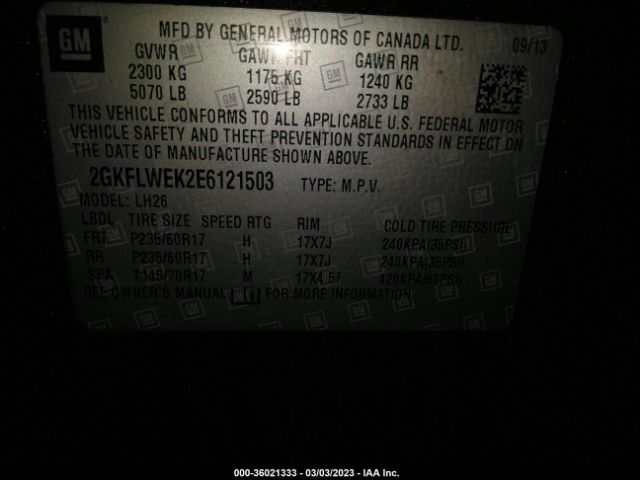 GM
MFD BY GENERAL MOTORS OF CANADA LTD.
09/13
GVWR GAWR FRT GAWR RR
2300 KG 1175 KG 1240 KG
5070 LB 2590 LB 2733 LB
THIS VEHICLE CONFORMS TO ALL APPLICABLE U.S. FEDERAL MOTOR
VEHICLE SAFETY AND THEFT PREVENTION STANDARDS IN EFFECT ON
THE DATE OF MANUFACTURE SHOWN ABOVE.
2GKFLWEK2E6121503 TYPE: M.P.V.
MODEL: LH26
LBDL TIRE SIZE SPEED RTG RIM COLD TIRE PRESSURE
FRT P235/60R17 H 17X7J 240KPA(35PSI)
RR P235/60R17 H 17X7J 240KPA(35PSI)
SPA T145/70R17 M 17X4.5T 420KPA(60PSI)
SEE OWNER'S MANUAL FOR MORE INFORMATION.
000-36021333 - 03/03/2023 - IAA Inc.